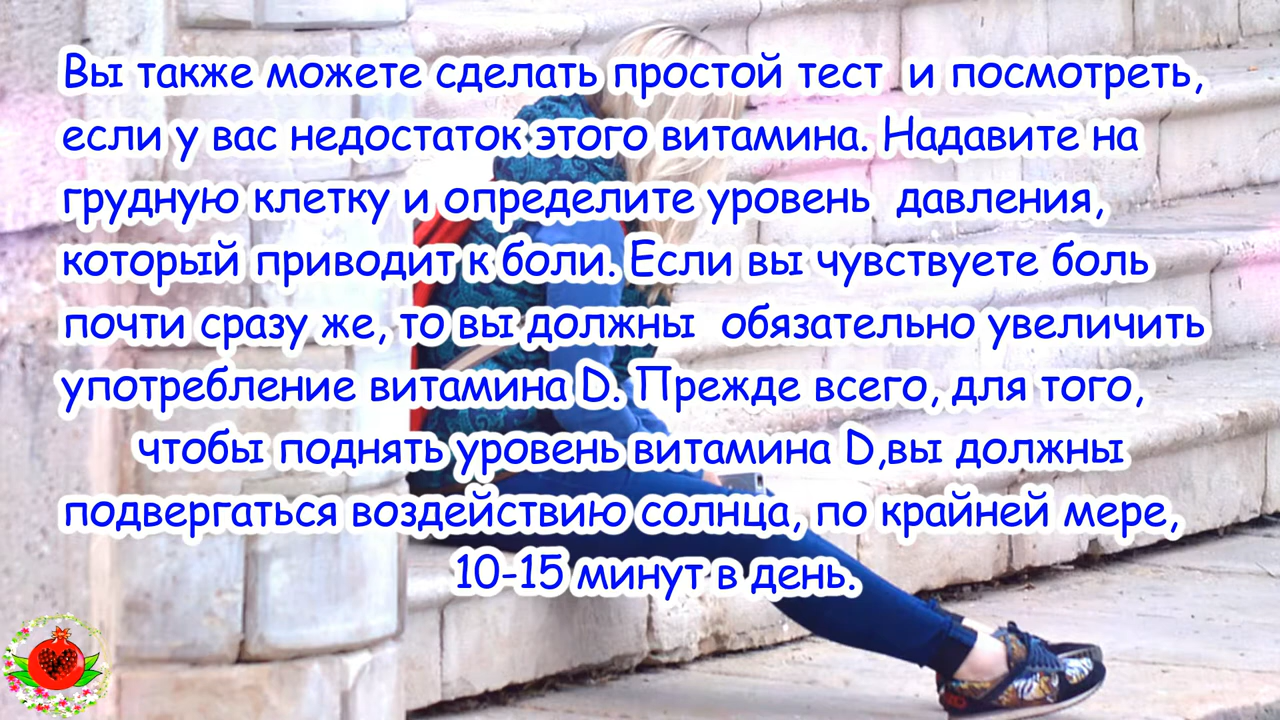 Вы также можете сделать простой тест и посмотреть,
если у вас недостаток этого витамина. Надавите на
грудную клетку и определите уровень давления,
который приводит к боли. Если вы чувствуете боль
почти сразу же, то вы должны обязательно увеличить
употребление витамина D. Прежде всего, для того,
чтобы поднять уровень витамина D,вы должны
подвергаться воздействию солнца, по крайней мере,
10-15 минут в день.